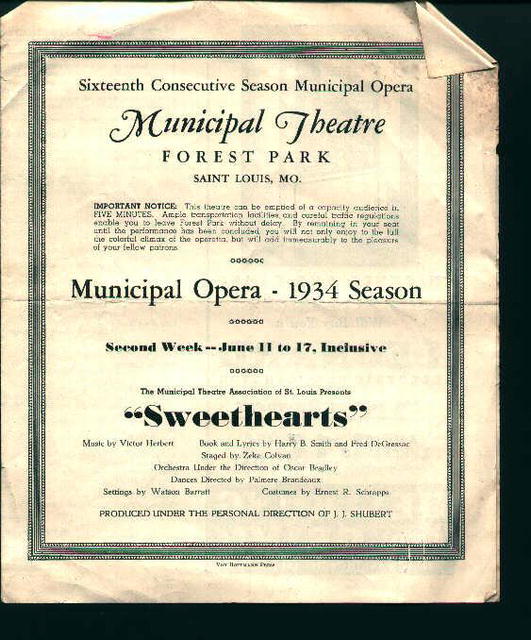 Sixteenth Consecutive Season Municipal Opera
Municipal Theatre
FOREST PARK
SAINT LOUIS, MO.
IMPORTANT NOTICE: This theatre can be emptied of a capacity audience in
FIVE MINUTES. Ample transportation facilities and careful traffic regulations
enable you to leave Forest Park without delay. By remaining in your seat
until the performance has been concluded, you will not only enjoy to the full
the colorful climax of the operetta, but will add immeasurably to the pleasure
of your fellow patrons.
Municipal Opera - 1934 Season
Second Week -- June 11 to 17, Inclusive
The Municipal Theatre Association of St. Louis Presents
“Sweethearts”
Music by Victor Herbert Book and Lyrics by Harry B. Smith and Fred DeGressac
Staged by Zeke Colvan
Orchestra Under the Direction of Oscar Bradley
Dances Directed by Palmere Brandeaux
Settings by Watson Barratt Costumes by Ernest R. Schrapps
PRODUCED UNDER THE PERSONAL DIRECTION OF J. J. SHUBERT
Von Hoffmann Press